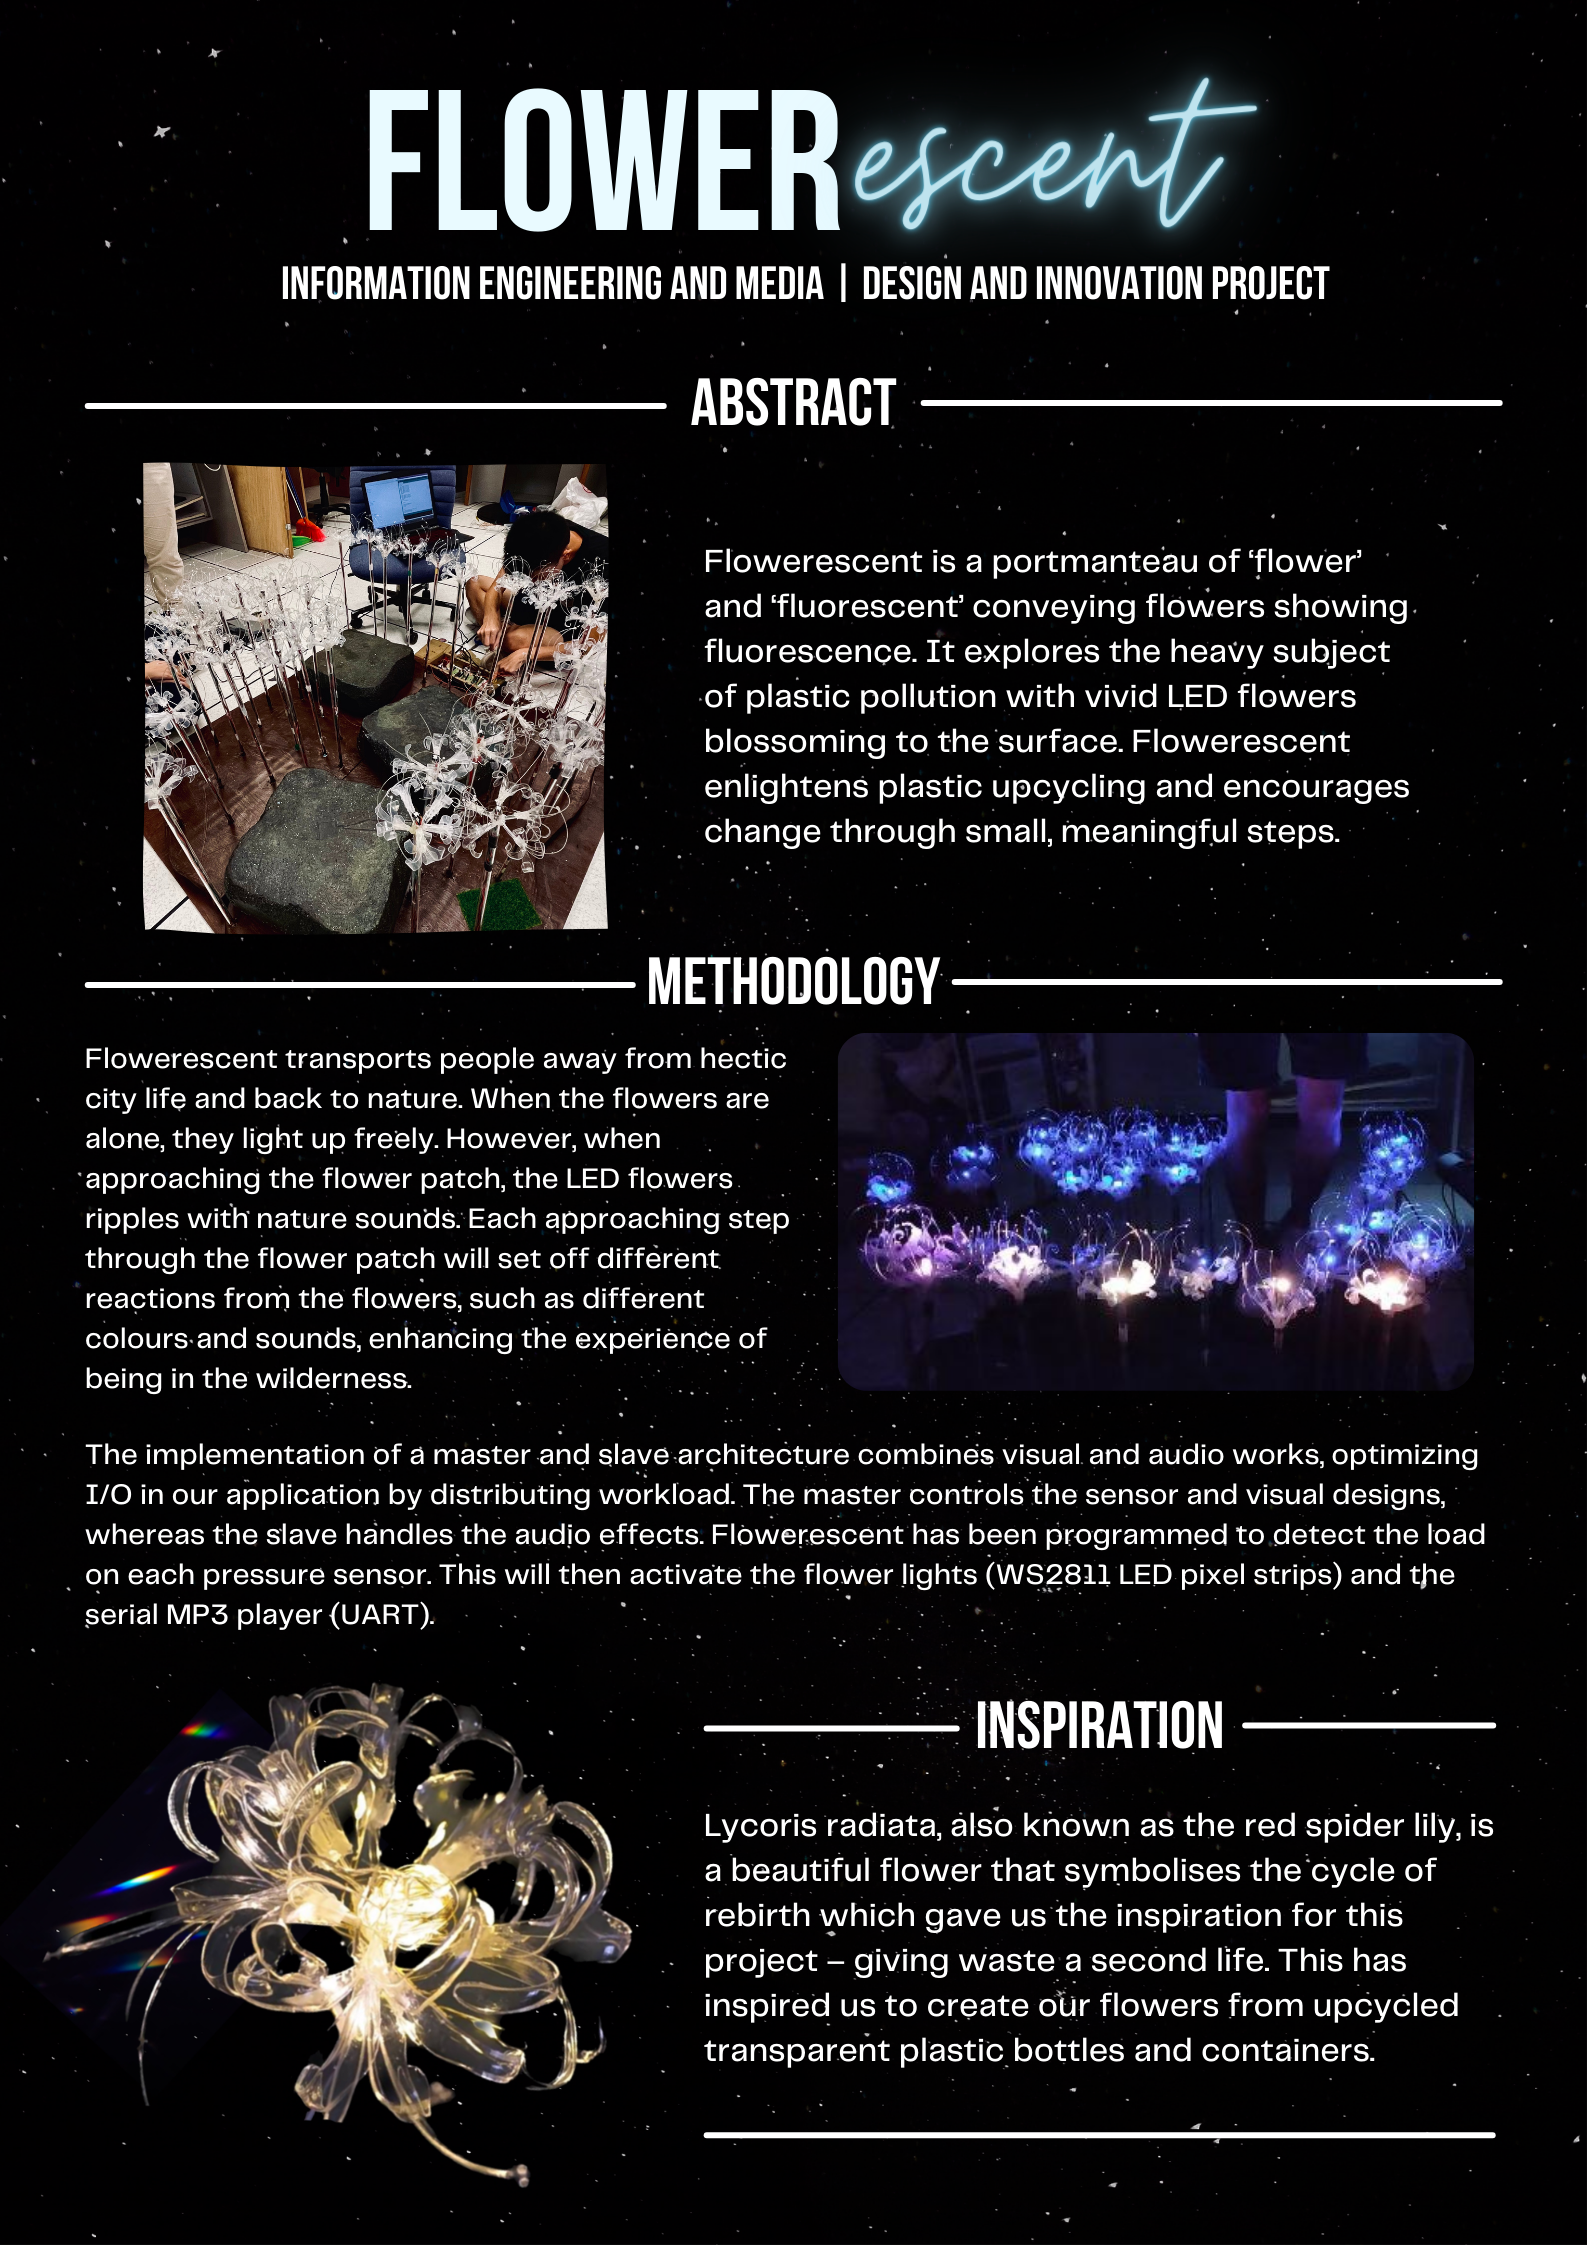 FLOWERescent
INFORMATION ENGINEERING AND MEDIA | DESIGN AND INNOVATION PROJECT
ABSTRACT
Flowerescent is a portmanteau of ‘flower’
and ‘fluorescent’ conveying flowers showing
fluorescence. It explores the heavy subject
of plastic pollution with vivid LED flowers
blossoming to the surface. Flowerescent
enlightens plastic upcycling and encourages
change through small, meaningful steps.
METHODOLOGY
Flowerescent transports people away from hectic
city life and back to nature. When the flowers are
alone, they light up freely. However, when
approaching the flower patch, the LED flowers
ripples with nature sounds. Each approaching step
through the flower patch will set off different
reactions from the flowers, such as different
colours and sounds, enhancing the experience of
being in the wilderness.
The implementation of a master and slave architecture combines visual and audio works, optimizing
I/O in our application by distributing workload. The master controls the sensor and visual designs,
whereas the slave handles the audio effects. Flowerescent has been programmed to detect the load
on each pressure sensor. This will then activate the flower lights (WS2811 LED pixel strips) and the
serial MP3 player (UART).
INSPIRATION
Lycoris radiata, also known as the red spider lily, is
a beautiful flower that symbolises the cycle of
rebirth which gave us the inspiration for this
project – giving waste a second life. This has
inspired us to create our flowers from upcycled
transparent plastic bottles and containers.